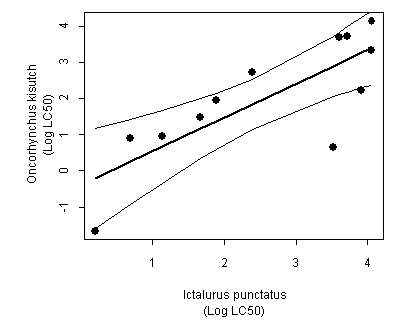 Oncorhynchus kisutch
(Log LC50)
4
3
2
1
0
-1
1
2
3
4
Ictalurus punctatus
(Log LC50)